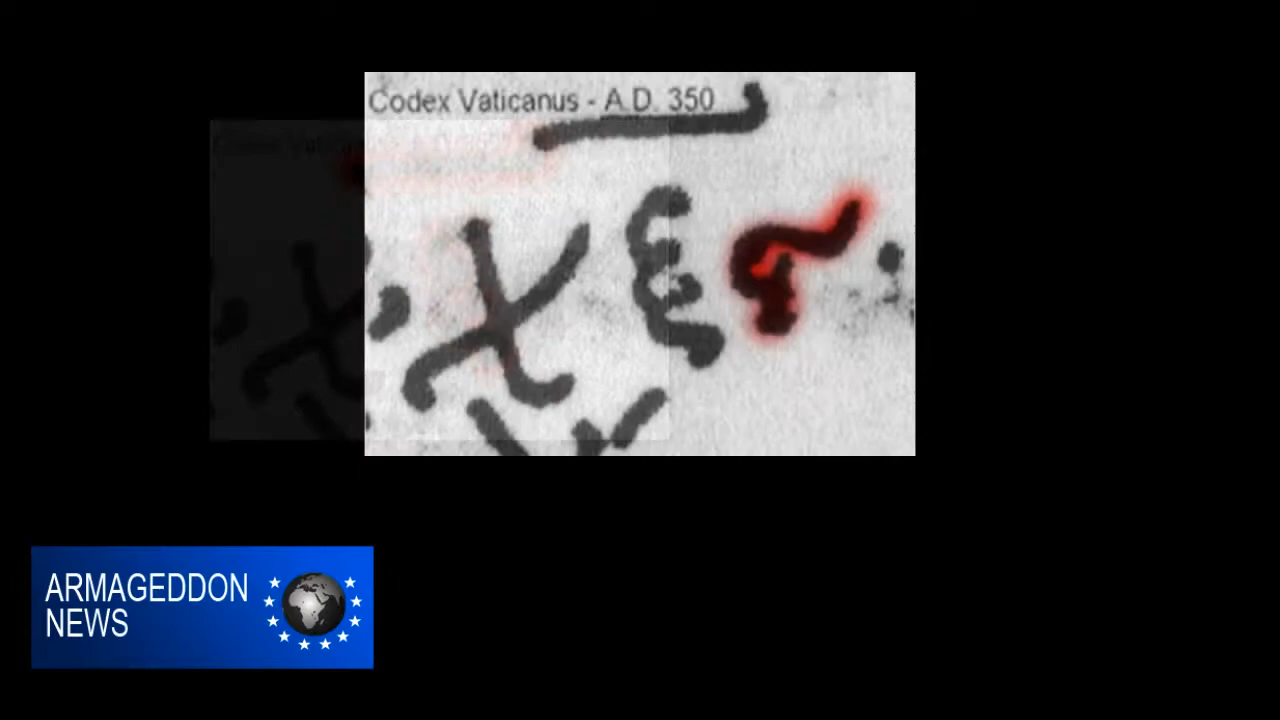 Codex Vaticanus - A.D. 350
χξϛ
ARMAGEDDON
NEWS